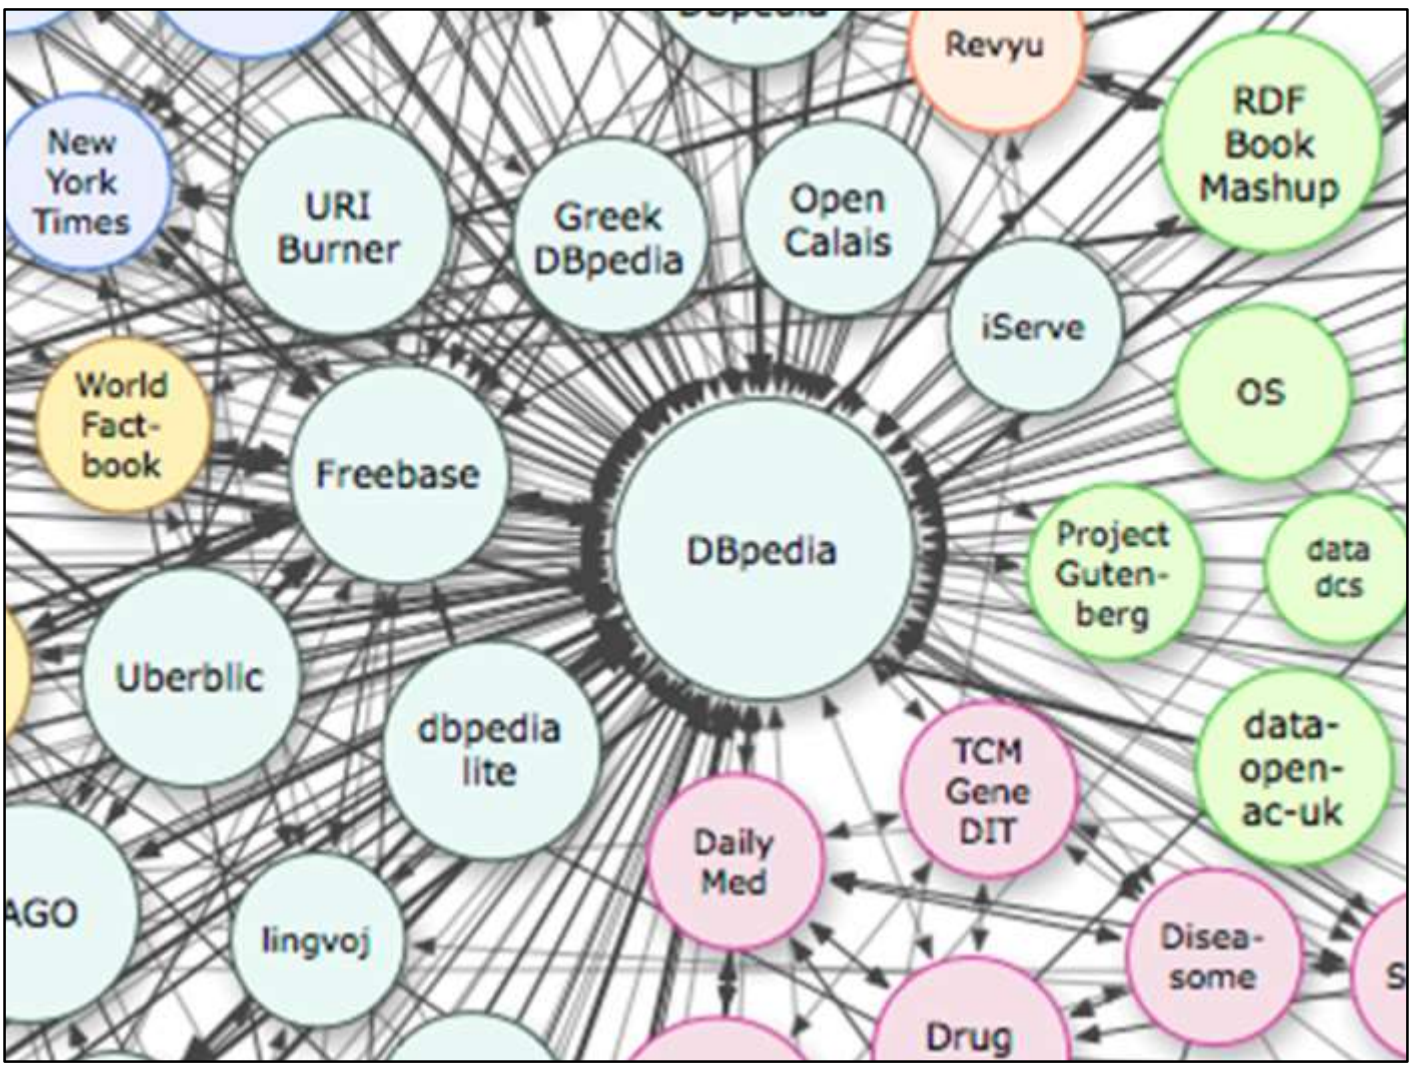 DBpedia
Revyu
RDF
Book
Mashup
New
York
Times
URI
Burner
Greek
DBpedia
Open
Calais
iServe
World
Fact-
book
OS
Freebase
DBpedia
Project
Guten-
berg
data
dcs
Uberblic
dbpedia
lite
TCM
Gene
DIT
data-
open-
ac-uk
Daily
Med
AGO
lingvoj
Disea-
some
S
Drug